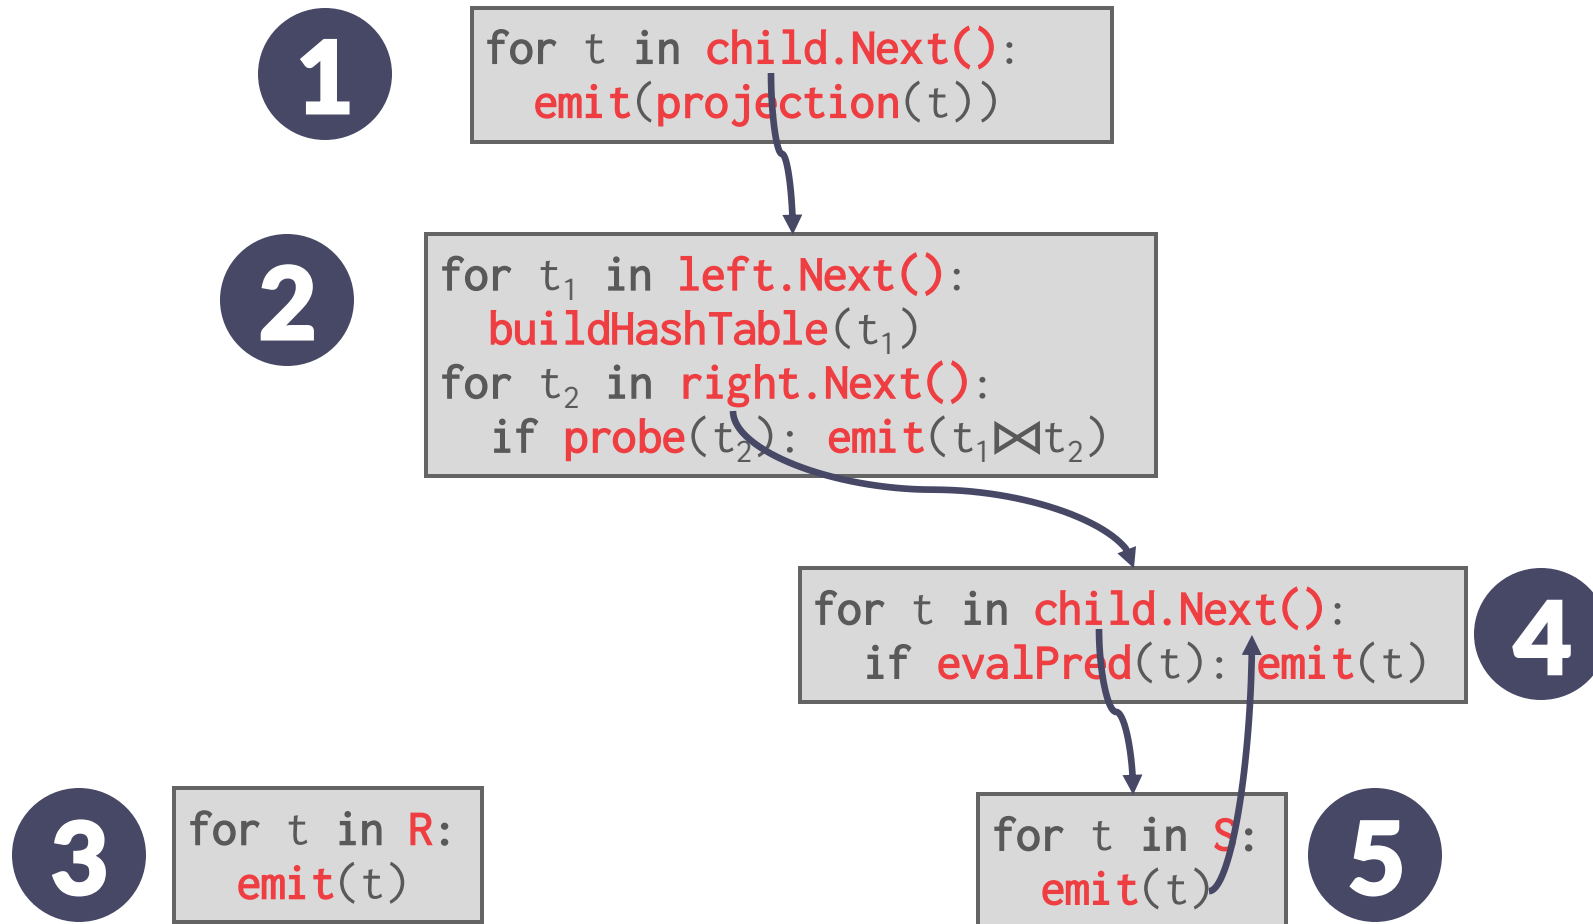 1
for t in child.Next():
emit(projection(t))
2
for t₁ in left.Next():
buildHashTable(t₁)
for t₂ in right.Next():
if probe(t₂): emit(t₁⋈t₂)
for t in child.Next():
if evalPred(t): emit(t)
4
3
for t in R:
emit(t)
for t in S:
emit(t)
5